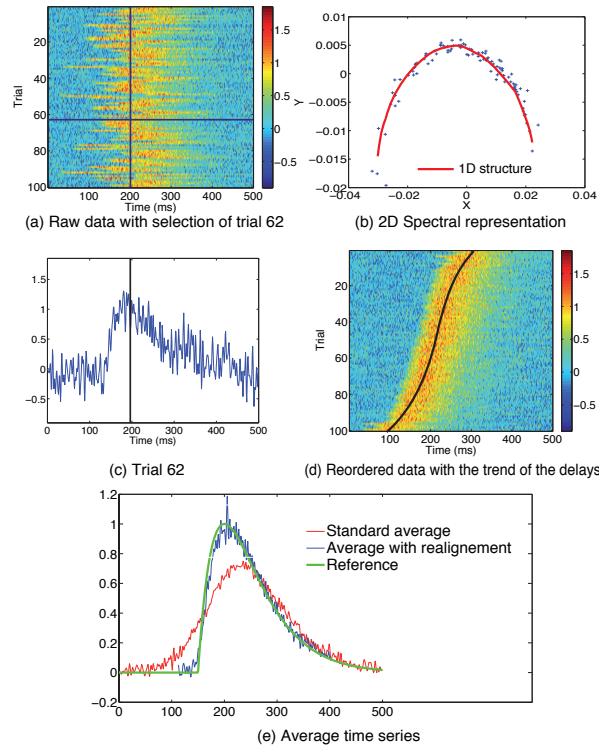 1
20
40
60
80
100
Trial
0 100 200 300 400 500
Time (ms)
1.5
1
0.5
0
−0.5
(a) Raw data with selection of trial 62
0.01
0.005
0
−0.005
−0.01
−0.015
−0.02
Y
−0.04 −0.02 0 0.02 0.04
X
1D structure
(b) 2D Spectral representation
1.5
1
0.5
0
−0.5
0 100 200 300 400 500
Time (ms)
(c) Trial 62
1
20
40
60
80
100
Trial
0 100 200 300 400 500
Time (ms)
1.5
1
0.5
0
−0.5
(d) Reordered data with the trend of the delays
1.2
1
0.8
0.6
0.4
0.2
0
−0.2
Standard average
Average with realignement
Reference
0 100 200 300 400 500
(e) Average time series